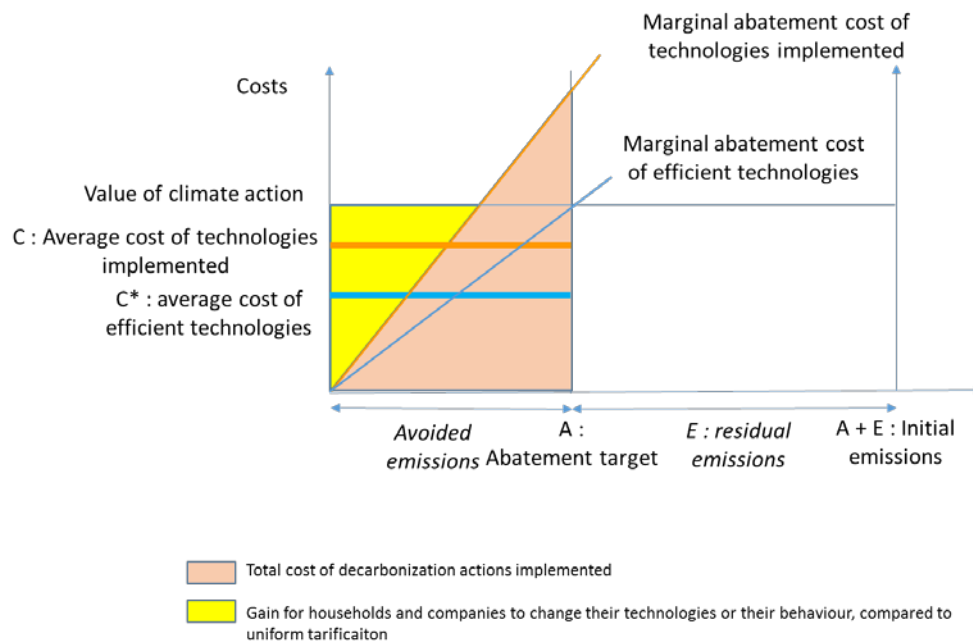 Marginal abatement cost of
technologies implemented
Costs
Marginal abatement cost
of efficient technologies
Value of climate action
C : Average cost of technologies
implemented
C* : average cost of
efficient technologies
Avoided
emissions
A :
Abatement target
E : residual
emissions
A + E : Initial
emissions
Total cost of decarbonization actions implemented
Gain for households and companies to change their technologies or their behaviour, compared to
uniform tarificaiton